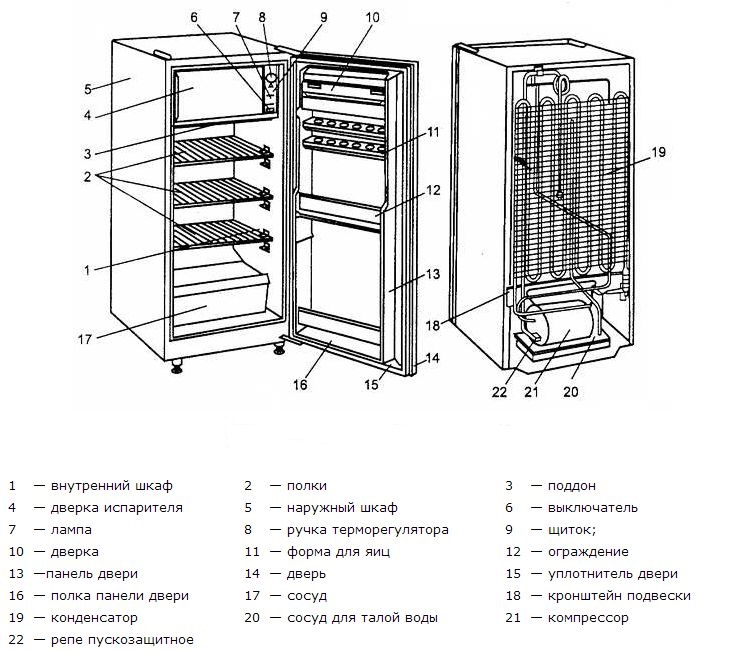 6 7 8 9 10
5
4
3
2
1
17
11
12
13
14
15
16
19
18
22 21 20
1 — внутренний шкаф 2 — полки 3 — поддон
4 — дверка испарителя 5 — наружный шкаф 6 — выключатель
7 — лампа 8 — ручка терморегулятора 9 — щиток;
10 — дверка 11 — форма для яиц 12 — ограждение
13 —панель двери 14 — дверь 15 — уплотнитель двери
16 — полка панели двери 17 — сосуд 18 — кронштейн подвески
19 — конденсатор 20 — сосуд для талой воды 21 — компрессор
22 — репе пускозащитное